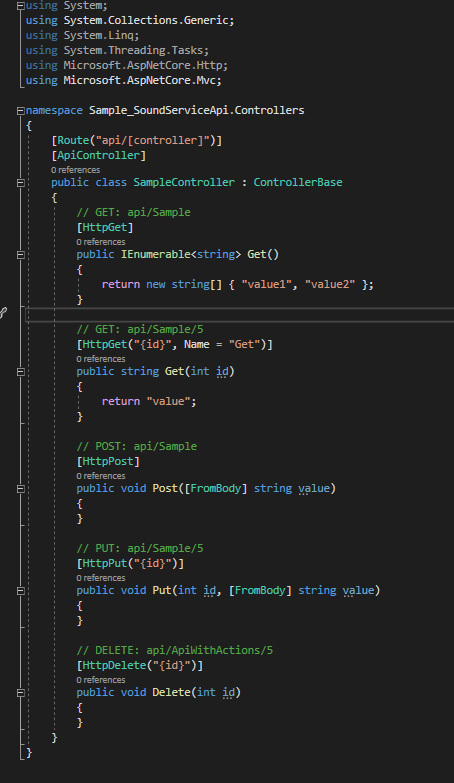 using System;
using System.Collections.Generic;
using System.Linq;
using System.Threading.Tasks;
using Microsoft.AspNetCore.Http;
using Microsoft.AspNetCore.Mvc;
namespace Sample_SoundServiceApi.Controllers
{
[Route("api/[controller]")]
[ApiController]
0 references
public class SampleController : ControllerBase
{
// GET: api/Sample
[HttpGet]
0 references
public IEnumerable<string> Get()
{
return new string[] { "value1", "value2" };
}
// GET: api/Sample/5
[HttpGet("{id}", Name = "Get")]
0 references
public string Get(int id)
{
return "value";
}
// POST: api/Sample
[HttpPost]
0 references
public void Post([FromBody] string value)
{
}
// PUT: api/Sample/5
[HttpPut("{id}")]
0 references
public void Put(int id, [FromBody] string value)
{
}
// DELETE: api/ApiWithActions/5
[HttpDelete("{id}")]
0 references
public void Delete(int id)
{
}
}
}